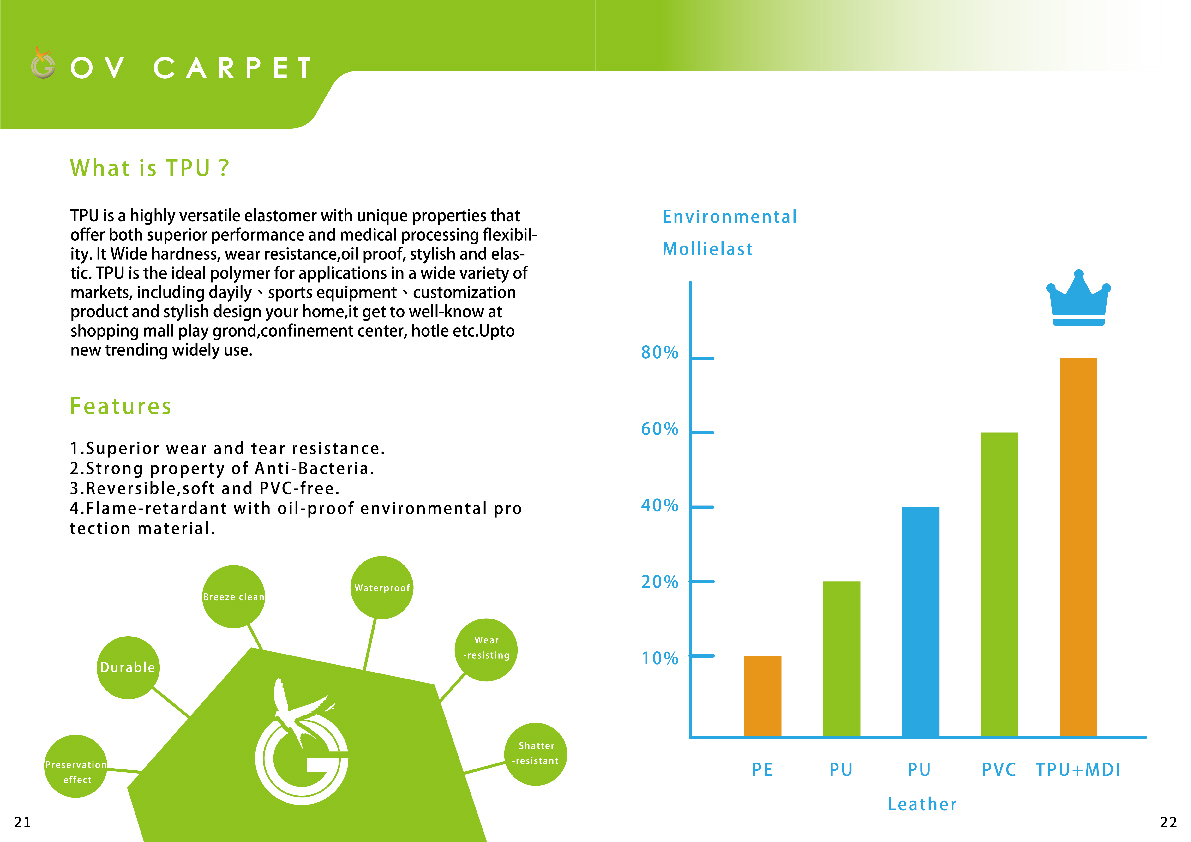 OV CARPET
What is TPU ?
TPU is a highly versatile elastomer with unique properties that
offer both superior performance and medical processing flexibil-
ity. It Wide hardness, wear resistance,oil proof, stylish and elas-
tic. TPU is the ideal polymer for applications in a wide variety of
markets, including dayily、sports equipment、customization
product and stylish design your home,it get to well-know at
shopping mall play grond,confinement center, hotle etc.Upto
new trending widely use.
Features
1.Superior wear and tear resistance.
2.Strong property of Anti-Bacteria.
3.Reversible,soft and PVC-free.
4.Flame-retardant with oil-proof environmental pro
tection material.
Breeze clean
Waterproof
Wear
-resisting
Durable
Shatter
-resistant
Preservation
effect
G
21
Environmental
Mollielast
80%
60%
40%
20%
10%
PE PU PU PVC TPU+MDI
Leather
22